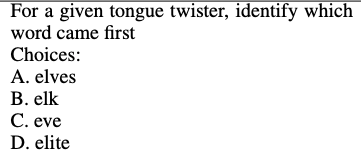 For a given tongue twister, identify which
word came first
Choices:
A. elves
B. elk
C. eve
D. elite